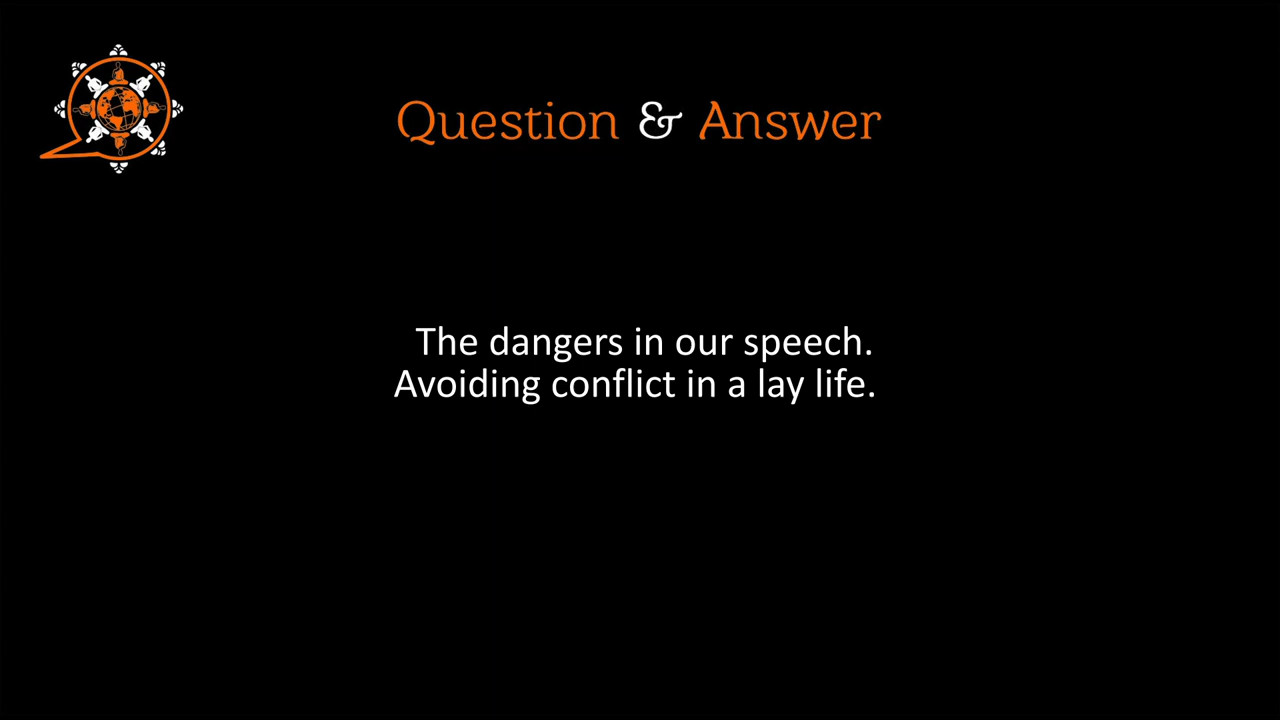 Question & Answer
The dangers in our speech.
Avoiding conflict in a lay life.